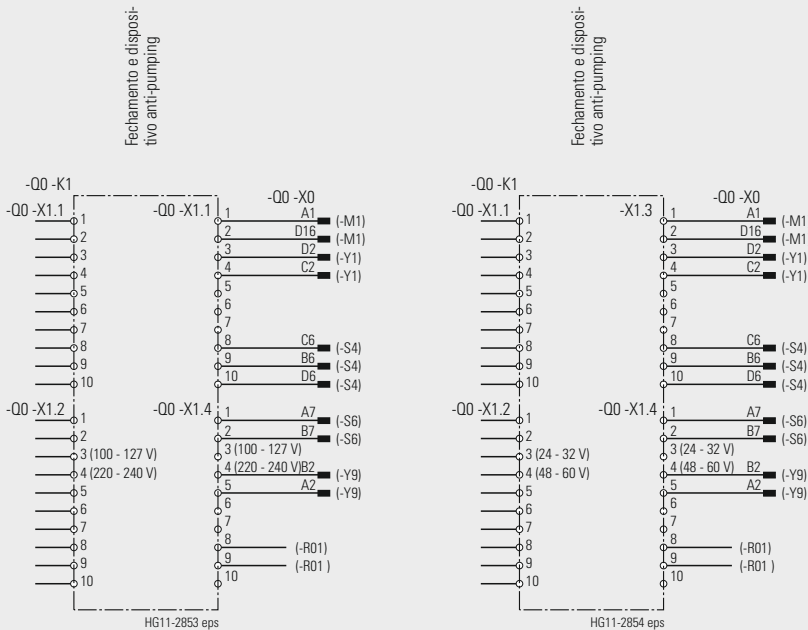 Fechamento e disposi-
tivo anti-pumping
-Q0 -K1
-Q0 -X0
-Q0 -X1.1
-Q0 -X1.1
1
1 A1 (-M1)
2
2 D16 (-M1)
3
3 D2 (-Y1)
4
4 C2 (-Y1)
5
5
6
6
7
7
8
8 C6 (-S4)
9
9 B6 (-S4)
10
10 D6 (-S4)
-Q0 -X1.2
-Q0 -X1.4
1
1 A7 (-S6)
2
2 B7 (-S6)
3 (100 - 127 V)
3 (100 - 127 V)
4 (220 - 240 V)
4 (220 - 240 V) B2 (-Y9)
5
5 A2 (-Y9)
6
6
7
7
8
8 (-R01)
9
9 (-R01 )
10
10
HG11-2853 eps
Fechamento e disposi-
tivo anti-pumping
-Q0 -K1
-Q0 -X0
-Q0 -X1.1
-X1.3
1
1 A1 (-M1
2
2 D16 (-M1
3
3 D2 (-Y1)
4
4 C2 (-Y1)
5
5
6
6
7
7
8
8 C6 (-S4)
9
9 B6 (-S4)
10
10 D6 (-S4)
-Q0 -X1.2
-Q0 -X1.4
1
1 A7 (-S6)
2
2 B7 (-S6)
3 (24 - 32 V)
3 (24 - 32 V)
4 (48 - 60 V)
4 (48 - 60 V) B2 (-Y9)
5
5 A2 (-Y9)
6
6
7
7
8
8 (-R01)
9
9 (-R01 )
10
10
HG11-2854 eps